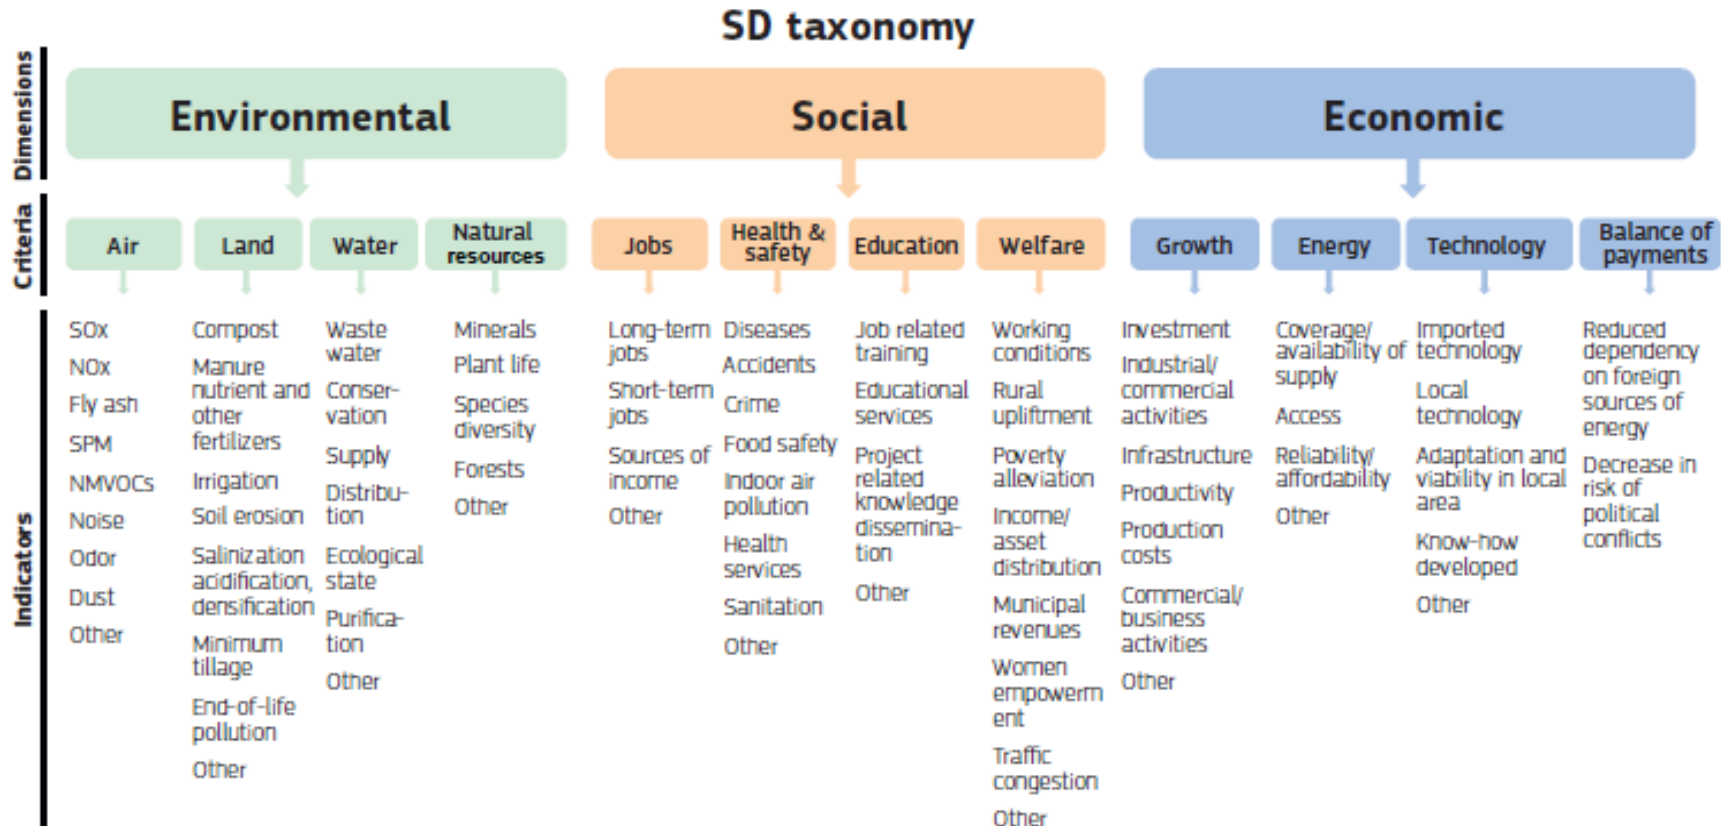 SD taxonomy
Dimensions
Environmental
Social
Economic
Criteria
Air
Land
Water
Natural
resources
Jobs
Health &
safety
Education
Welfare
Growth
Energy
Technology
Balance of
payments
Indicators
SOx
NOx
Fly ash
SPM
NMVOCs
Noise
Odor
Dust
Other
Compost
Manure
nutrient and
other
fertilizers
Irrigation
Soil erosion
Salinization
acidification,
densification
Minimum
tillage
End-of-life
pollution
Other
Waste
water
Conser-
vation
Supply
Distribu-
tion
Ecological
state
Purifica-
tion
Other
Minerals
Plant life
Species
diversity
Forests
Other
Long-term
jobs
Short-term
jobs
Sources of
income
Other
Diseases
Accidents
Crime
Food safety
Indoor air
pollution
Health
services
Sanitation
Other
Job related
training
Educational
services
Project
related
knowledge
dissemina-
tion
Other
Working
conditions
Rural
upliftment
Poverty
alleviation
Income/
asset
distribution
Municipal
revenues
Women
empowerm
ent
Traffic
congestion
Other
Investment
Industrial/
commercial
activities
Infrastructure
Productivity
Production
costs
Commercial/
business
activities
Other
Coverage/
availability of
supply
Access
Reliability/
affordability
Other
Imported
technology
Local
technology
Adaptation and
viability in local
area
Know-how
developed
Other
Reduced
dependency
on foreign
sources of
energy
Decrease in
risk of
political
conflicts